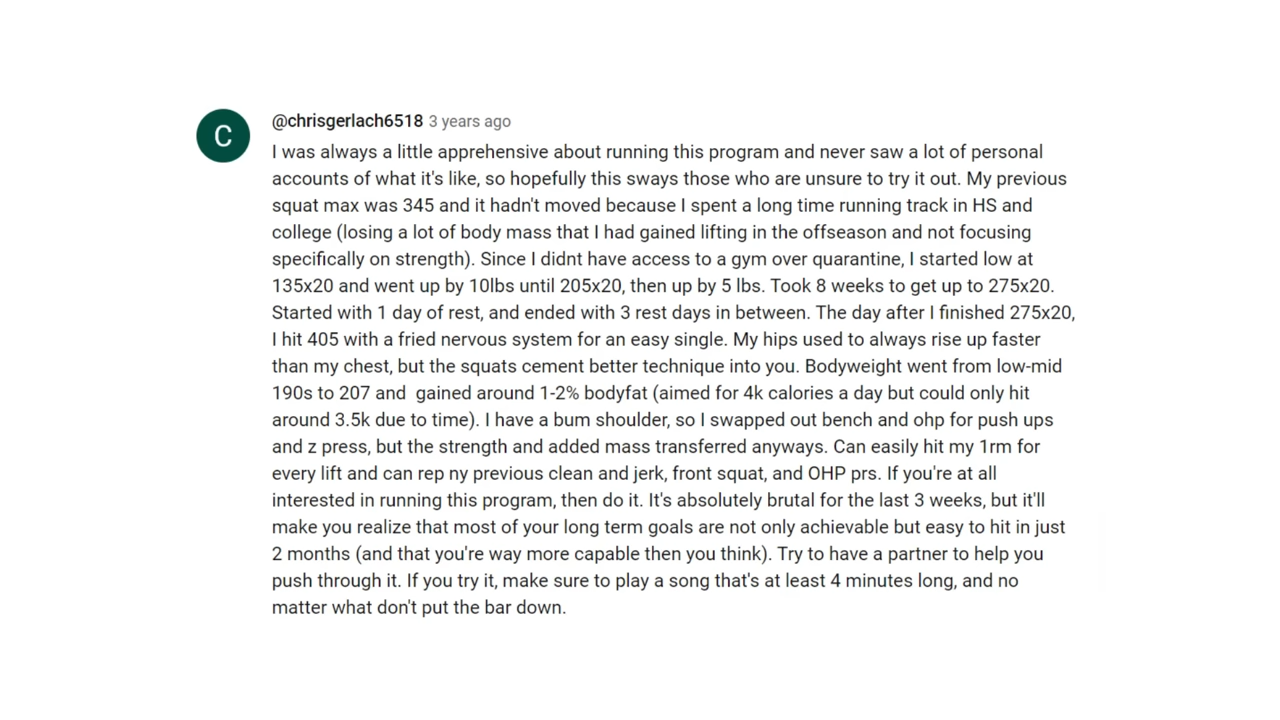 C
@chrisgerlach6518 3 years ago
I was always a little apprehensive about running this program and never saw a lot of personal
accounts of what it's like, so hopefully this sways those who are unsure to try it out. My previous
squat max was 345 and it hadn't moved because I spent a long time running track in HS and
college (losing a lot of body mass that I had gained lifting in the offseason and not focusing
specifically on strength). Since I didnt have access to a gym over quarantine, I started low at
135x20 and went up by 10lbs until 205x20, then up by 5 lbs. Took 8 weeks to get up to 275x20.
Started with 1 day of rest, and ended with 3 rest days in between. The day after I finished 275x20,
I hit 405 with a fried nervous system for an easy single. My hips used to always rise up faster
than my chest, but the squats cement better technique into you. Bodyweight went from low-mid
190s to 207 and  gained around 1-2% bodyfat (aimed for 4k calories a day but could only hit
around 3.5k due to time). I have a bum shoulder, so I swapped out bench and ohp for push ups
and z press, but the strength and added mass transferred anyways. Can easily hit my 1rm for
every lift and can rep ny previous clean and jerk, front squat, and OHP prs. If you're at all
interested in running this program, then do it. It's absolutely brutal for the last 3 weeks, but it'll
make you realize that most of your long term goals are not only achievable but easy to hit in just
2 months (and that you're way more capable then you think). Try to have a partner to help you
push through it. If you try it, make sure to play a song that's at least 4 minutes long, and no
matter what don't put the bar down.